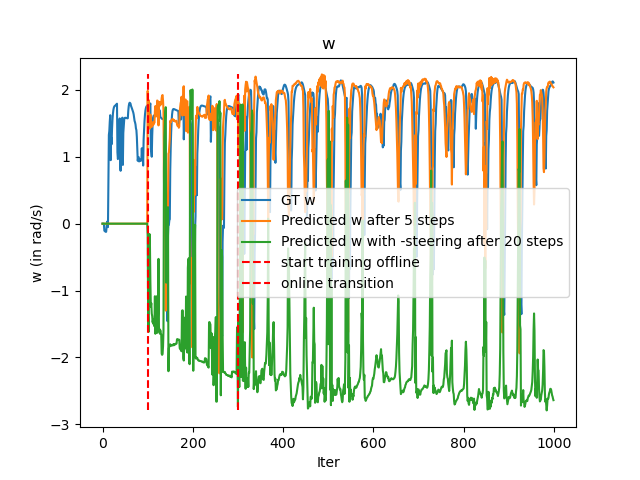 w
w (in rad/s)
2
1
0
−1
−2
−3
GT w
Predicted w after 5 steps
Predicted w with -steering after 20 steps
start training offline
online transition
0 200 400 600 800 1000
Iter